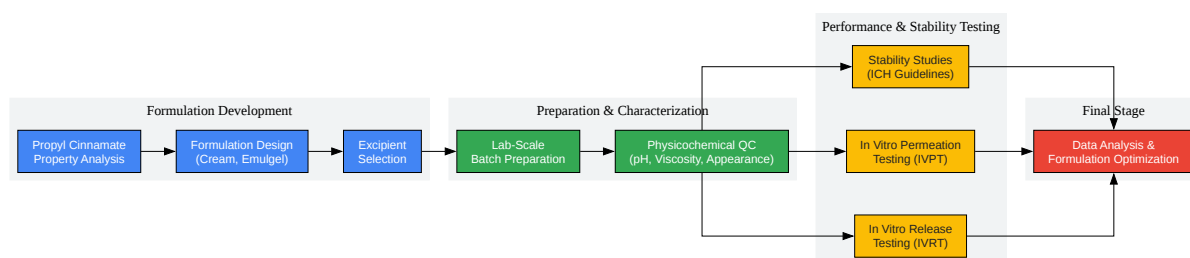 Formulation Development
Propyl Cinnamate
Property Analysis
Formulation Design
(Cream, Emulgel)
Excipient
Selection
Preparation & Characterization
Lab-Scale
Batch Preparation
Physicochemical QC
(pH, Viscosity, Appearance)
Performance & Stability Testing
Stability Studies
(ICH Guidelines)
In Vitro Permeation
Testing (IVPT)
In Vitro Release
Testing (IVRT)
Final Stage
Data Analysis &
Formulation Optimization